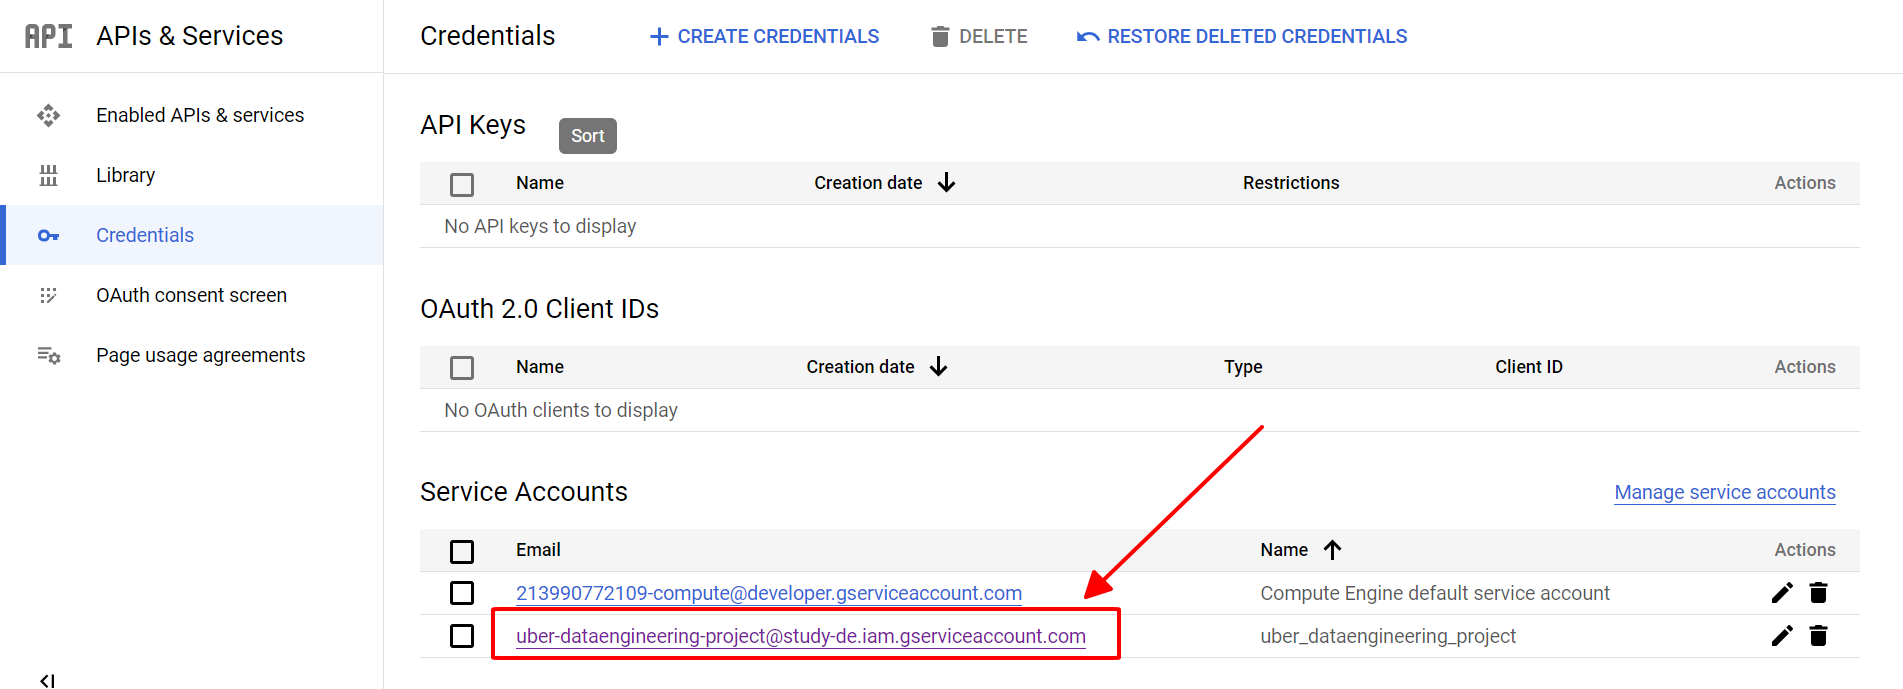 API APIs & Services
Credentials
CREATE CREDENTIALS
DELETE
RESTORE DELETED CREDENTIALS
Enabled APIs & services
Library
Credentials
OAuth consent screen
Page usage agreements
API Keys
Sort
Name Creation date Restrictions Actions
No API keys to display
OAuth 2.0 Client IDs
Name Creation date Type Client ID Actions
No OAuth clients to display
Service Accounts
Manage service accounts
Email Name Actions
213990772109-compute@developer.gserviceaccount.com Compute Engine default service account
uber-dataengineering-project@study-de.iam.gserviceaccount.com uber_dataengineering_project